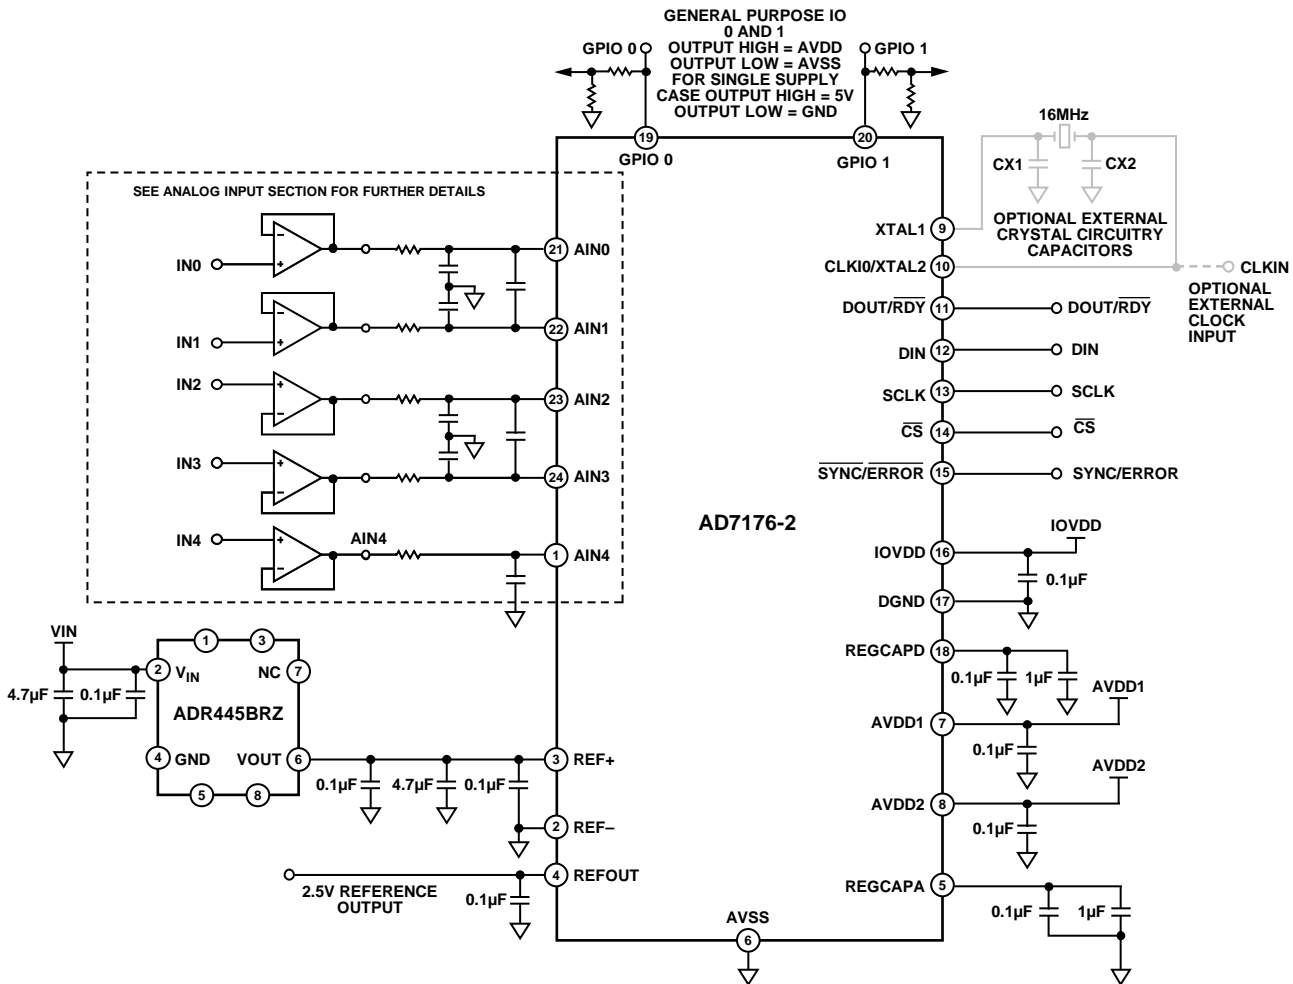 GENERAL PURPOSE IO
0 AND 1
OUTPUT HIGH = AVDD
OUTPUT LOW = AVSS
FOR SINGLE SUPPLY
CASE OUTPUT HIGH = 5V
OUTPUT LOW = GND
GPIO 0
GPIO 1
19
GPIO 0
20
GPIO 1
16MHz
CX1
CX2
OPTIONAL EXTERNAL
CRYSTAL CIRCUITRY
CAPACITORS
CLKIN
OPTIONAL
EXTERNAL
CLOCK
INPUT
SEE ANALOG INPUT SECTION FOR FURTHER DETAILS
IN0
21
AIN0
IN1
22
AIN1
IN2
23
AIN2
IN3
24
AIN3
IN4
AIN4
1
AIN4
AD7176-2
XTAL1
9
CLKI0/XTAL2
10
DOUT/RDY
11
DOUT/RDY
DIN
12
DIN
SCLK
13
SCLK
CS
14
CS
SYNC/ERROR
15
SYNC/ERROR
IOVDD
IOVDD
16
0.1µF
DGND
17
REGCAPD
18
0.1µF
1µF
AVDD1
AVDD1
7
0.1µF
AVDD2
AVDD2
8
0.1µF
REGCAPA
5
0.1µF
1µF
VIN
4.7µF
0.1µF
2
VIN
1
3
NC
7
ADR445BRZ
4
GND
VOUT
6
5
8
0.1µF
4.7µF
0.1µF
3
REF+
2
REF–
4
REFOUT
2.5V REFERENCE
OUTPUT
0.1µF
AVSS
6